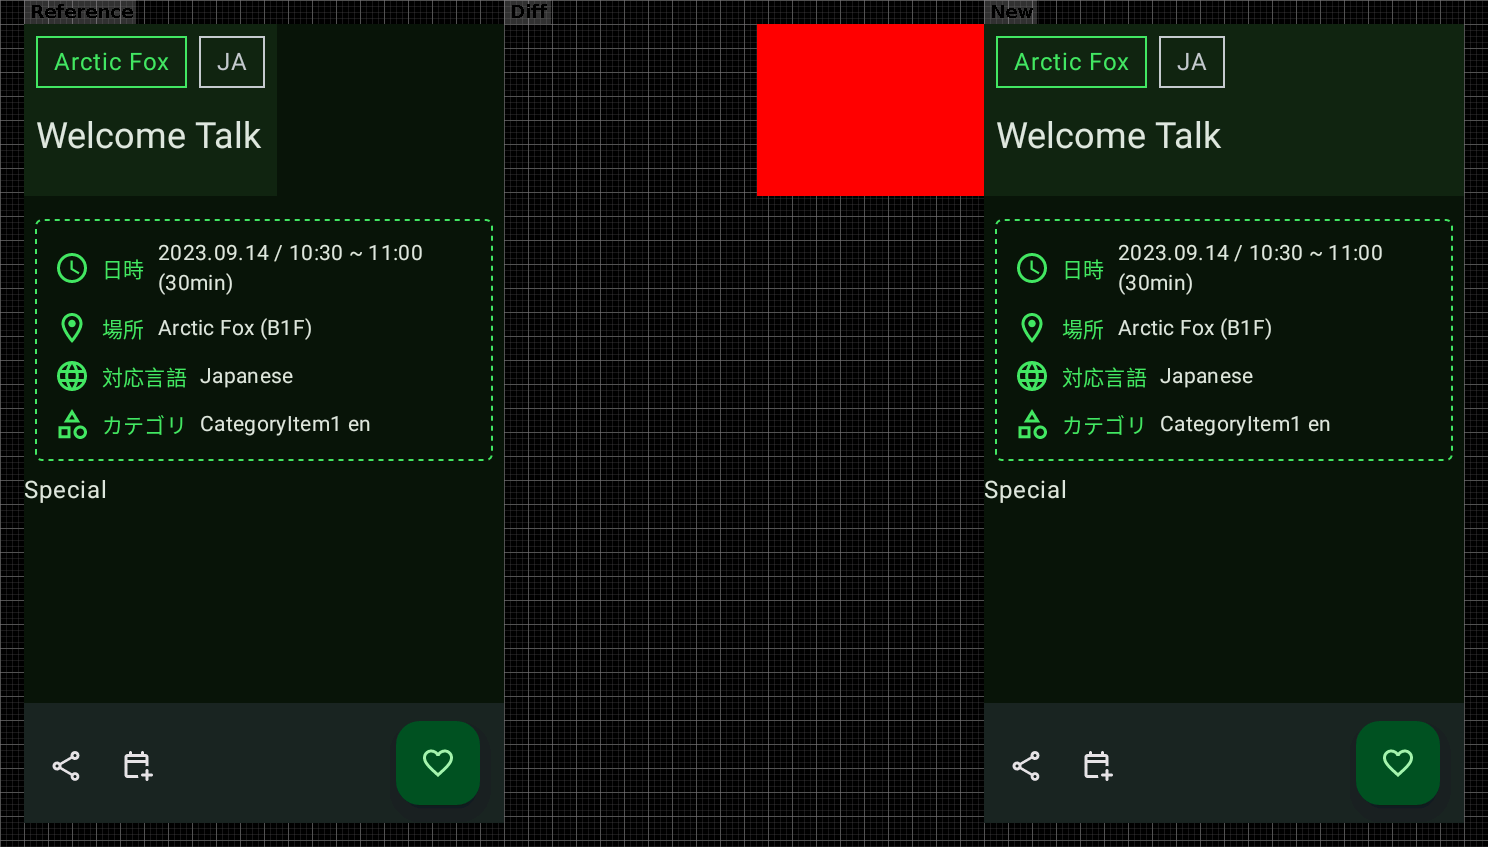 Reference
Diff
New
Arctic Fox
JA
Welcome Talk
日時
2023.09.14 / 10:30 ~ 11:00
(30min)
場所
Arctic Fox (B1F)
対応言語
Japanese
カテゴリ
CategoryItem1 en
Special
Arctic Fox
JA
Welcome Talk
日時
2023.09.14 / 10:30 ~ 11:00
(30min)
場所
Arctic Fox (B1F)
対応言語
Japanese
カテゴリ
CategoryItem1 en
Special